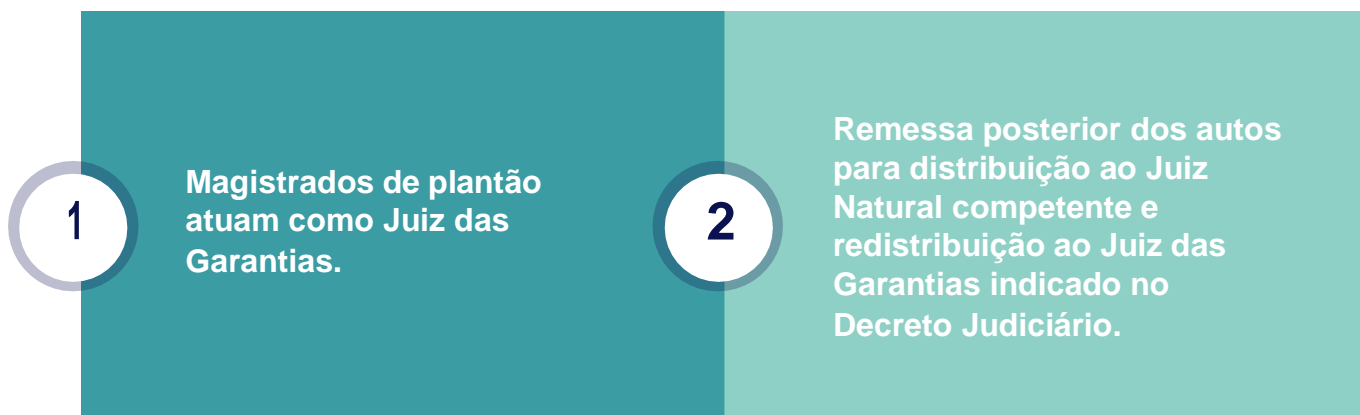 1
Magistrados de plantão
atuam como Juiz das
Garantias.
2
Remessa posterior dos autos
para distribuição ao Juiz
Natural competente e
redistribuição ao Juiz das
Garantias indicado no
Decreto Judiciário.